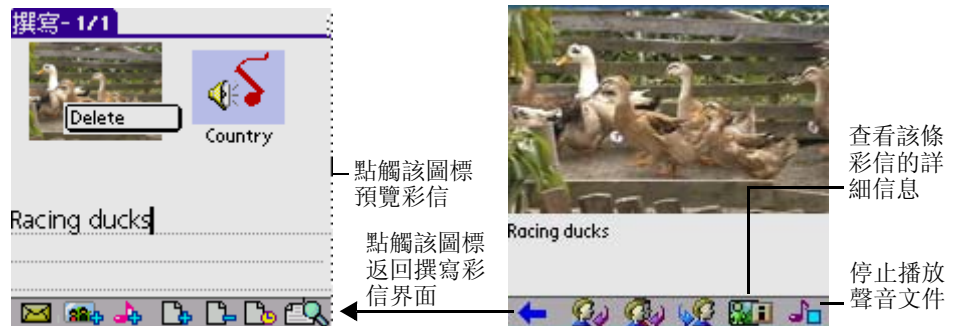 撰寫- 1/1
Delete
Country
Racing ducks
點觸該圖標
預覽彩信
點觸該圖標
返回撰寫彩
信界面
Racing ducks
查看該條
彩信的詳
細信息
停止播放
聲音文件